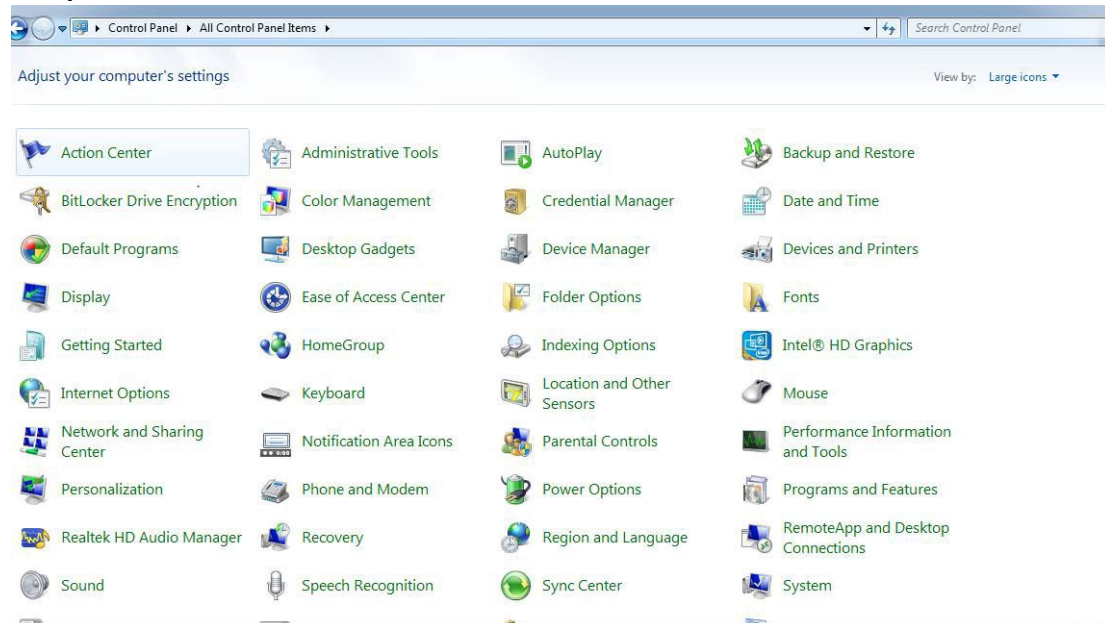 Control Panel All Control Panel Items
Search Control Panel
Adjust your computer's settings
View by: Large icons
Action Center
Administrative Tools
AutoPlay
Backup and Restore
BitLocker Drive Encryption
Color Management
Credential Manager
Date and Time
Default Programs
Desktop Gadgets
Device Manager
Devices and Printers
Display
Ease of Access Center
Folder Options
Fonts
Getting Started
HomeGroup
Indexing Options
Intel® HD Graphics
Internet Options
Keyboard
Location and Other
Sensors
Mouse
Network and Sharing
Center
Notification Area Icons
Parental Controls
Performance Information
and Tools
Personalization
Phone and Modem
Power Options
Programs and Features
Realtek HD Audio Manager
Recovery
Region and Language
RemoteApp and Desktop
Connections
Sound
Speech Recognition
Sync Center
System